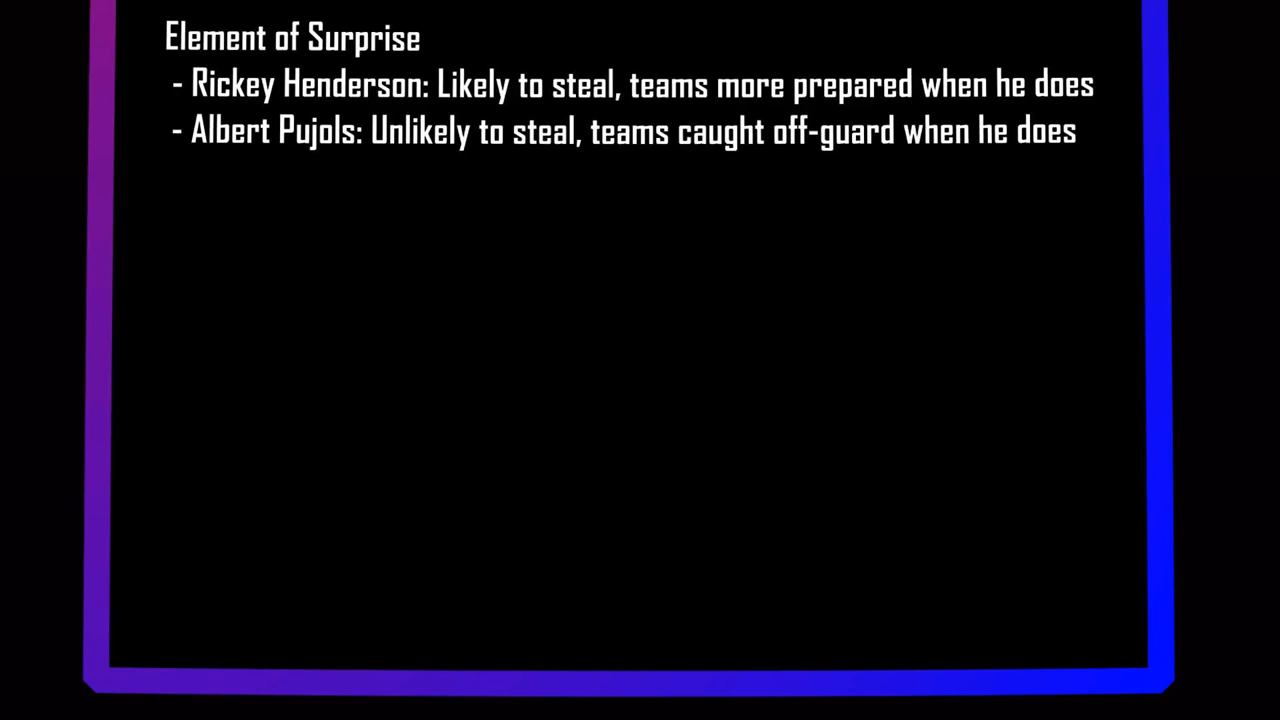 Element of Surprise
- Rickey Henderson: Likely to steal, teams more prepared when he does
- Albert Pujols: Unlikely to steal, teams caught off-guard when he does